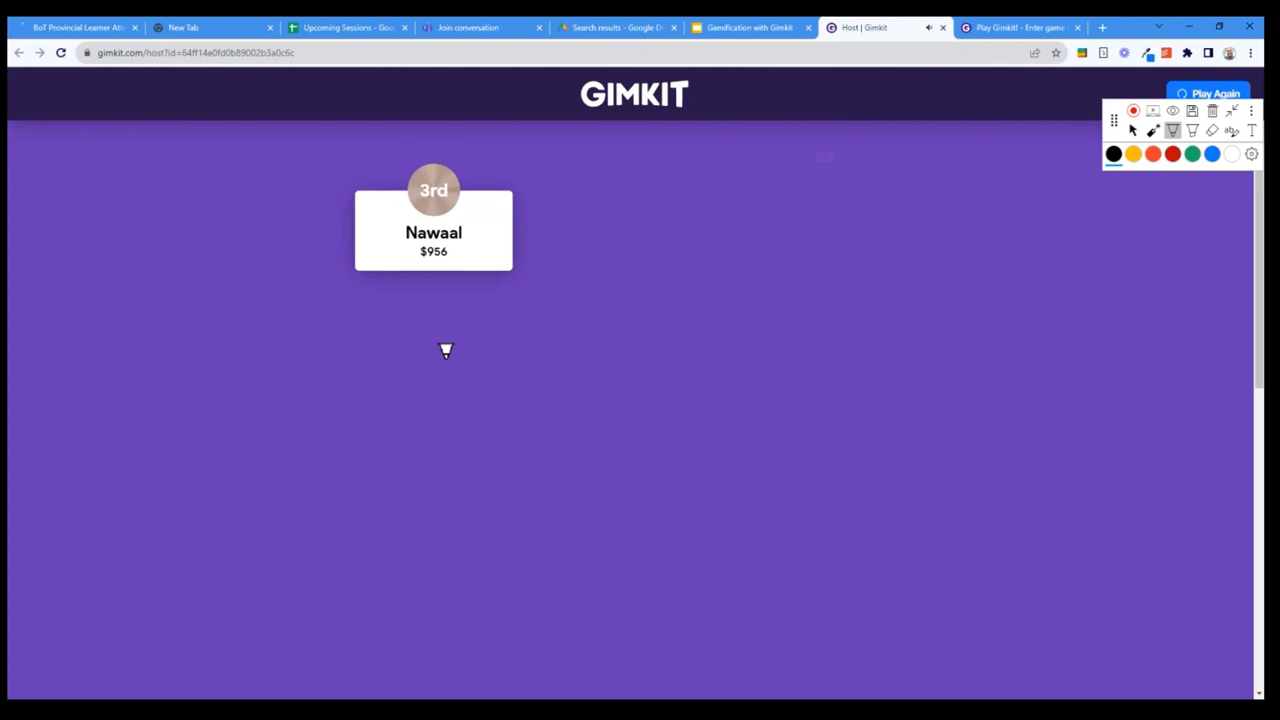 BoT Provincial Learner Att
New Tab
Upcoming Sessions - Goo
Join conversation
Search results - Google D
Gamification with Gimkit
Host | Gimkit
Play Gimkit! - Enter game
gimkit.com/host?id=64ff14e0fd0b89002b3a0c6c
GIMKIT
Play Again
3rd
Nawaal
$956